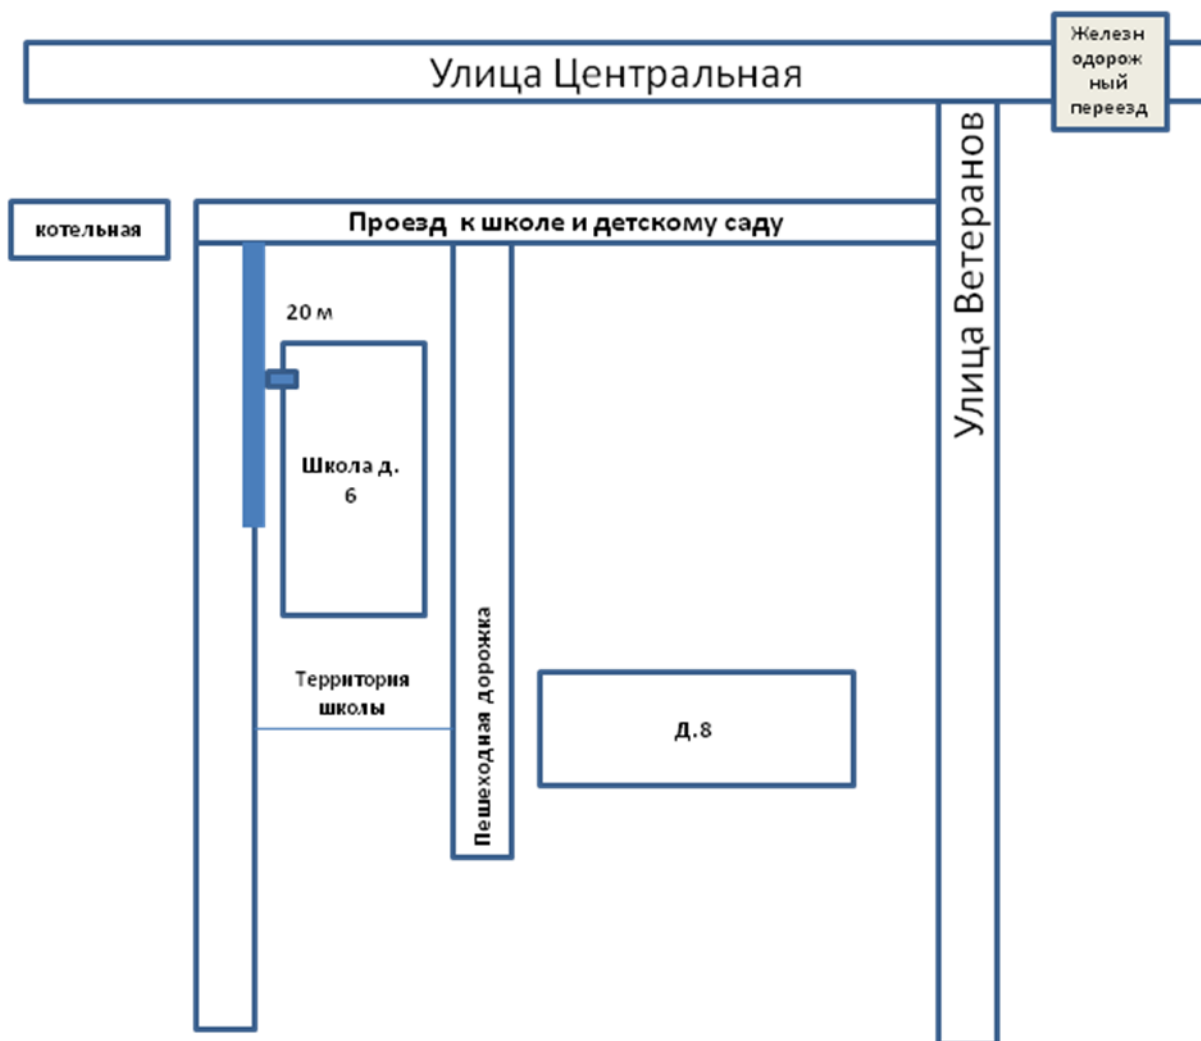 Улица Центральная
Железн
одорож
ный
переезд
Улица Ветеранов
котельная
Проезд к школе и детскому саду
20 м
Школа д.
6
Территория
школы
Пешеходная дорожка
Д.8